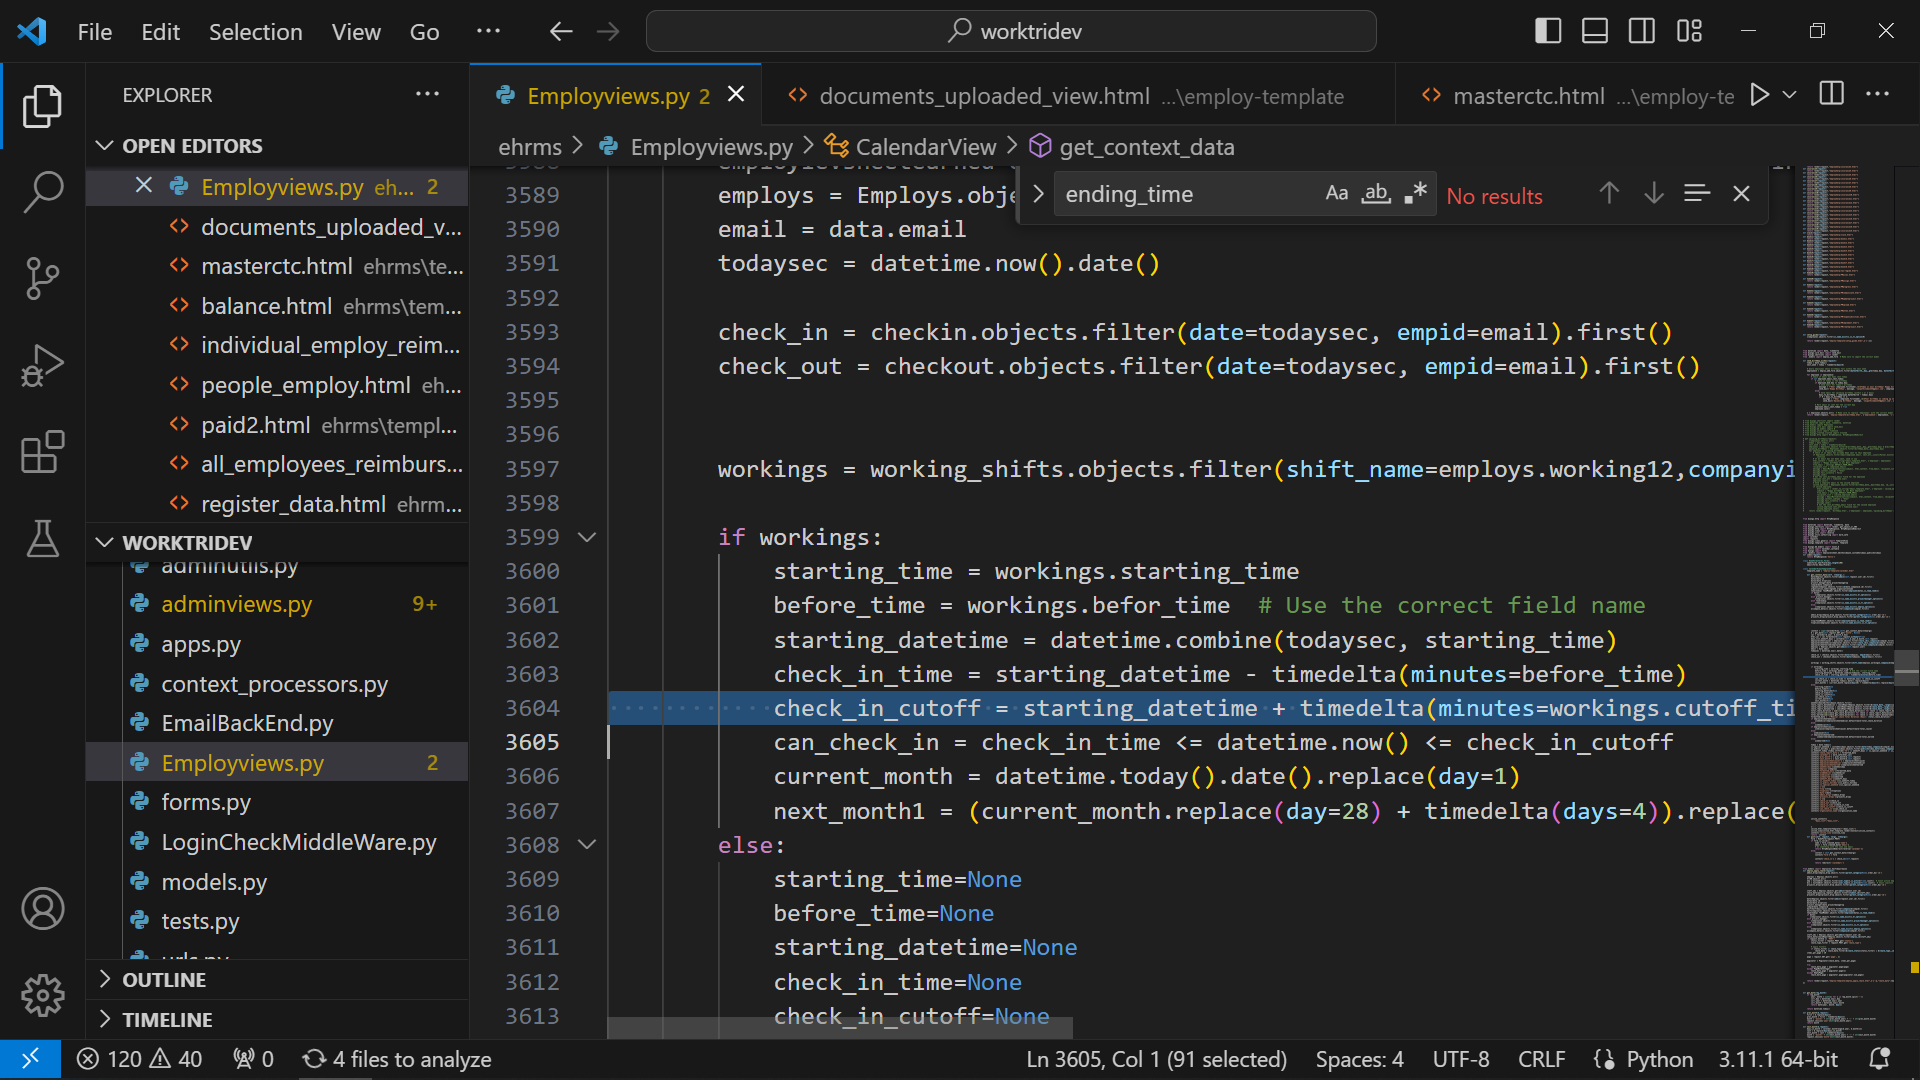 File Edit Selection View Go ··· worktridev
EXPLORER ···
OPEN EDITORS
Employviews.py eh... 2
documents_uploaded_v...
masterctc.html ehrms\te...
balance.html ehrms\tem...
individual_employ_reim...
people_employ.html eh...
paid2.html ehrms\templ...
all_employees_reimburs...
register_data.html ehrm...
WORKTRIDEV
adminutils.py
adminviews.py 9+
apps.py
context_processors.py
EmailBackEnd.py
Employviews.py 2
forms.py
LoginCheckMiddleWare.py
models.py
tests.py
urls.py
OUTLINE
TIMELINE
Employviews.py 2 documents_uploaded_view.html ...\employ-template masterctc.html ...\employ-te
ehrms > Employviews.py > CalendarView > get_context_data
ending_time Aa ab No results
3589 employs = Employs.obje
3590 email = data.email
3591 todaysec = datetime.now().date()
3592
3593 check_in = checkin.objects.filter(date=todaysec, empid=email).first()
3594 check_out = checkout.objects.filter(date=todaysec, empid=email).first()
3595
3596
3597 workings = working_shifts.objects.filter(shift_name=employs.working12,companyi
3598
3599 if workings:
3600 starting_time = workings.starting_time
3601 before_time = workings.befor_time # Use the correct field name
3602 starting_datetime = datetime.combine(todaysec, starting_time)
3603 check_in_time = starting_datetime - timedelta(minutes=before_time)
3604 check_in_cutoff = starting_datetime + timedelta(minutes=workings.cutoff_ti
3605 can_check_in = check_in_time <= datetime.now() <= check_in_cutoff
3606 current_month = datetime.today().date().replace(day=1)
3607 next_month1 = (current_month.replace(day=28) + timedelta(days=4)).replace(
3608 else:
3609 starting_time=None
3610 before_time=None
3611 starting_datetime=None
3612 check_in_time=None
3613 check_in_cutoff=None
120 40 0 4 files to analyze Ln 3605, Col 1 (91 selected) Spaces: 4 UTF-8 CRLF Python 3.11.1 64-bit